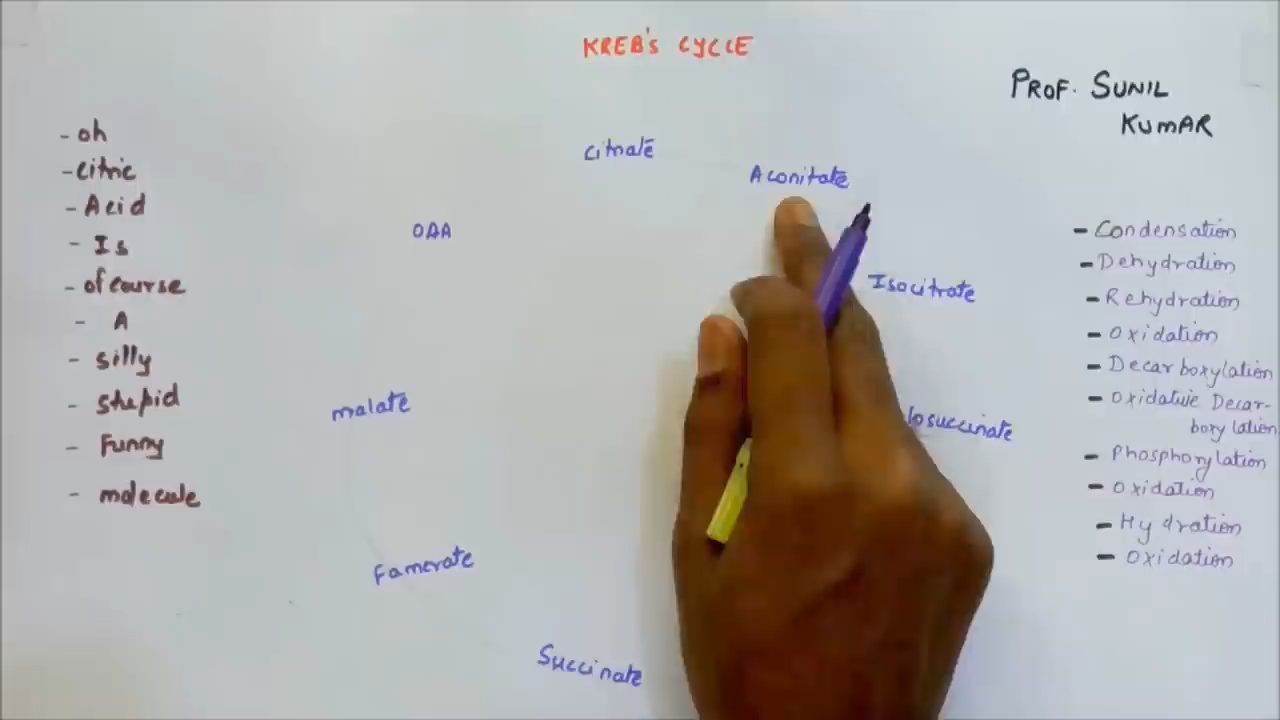 KREB's CYCLE
PROF. SUNIL
KUMAR
- oh
- citric
- Acid
- Is
- of course
- A
- silly
- stupid
- Funny
- molecule
citrate
Aconitate
OAA
Isocitrate
losuccinate
malate
Famerate
Succinate
- Condensation
- Dehydration
- Rehydration
- Oxidation
- Decarboxylation
- Oxidative Decar-
boxylation
- Phosphorylation
- Oxidation
- Hydration
- Oxidation